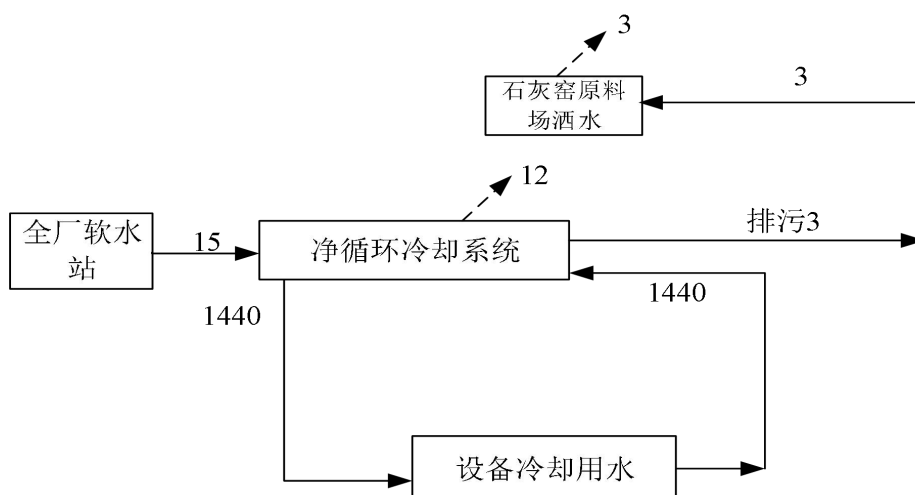 3
石灰窑原料
场洒水
3
12
全厂软水
站
15
净循环冷却系统
排污3
1440
1440
设备冷却用水